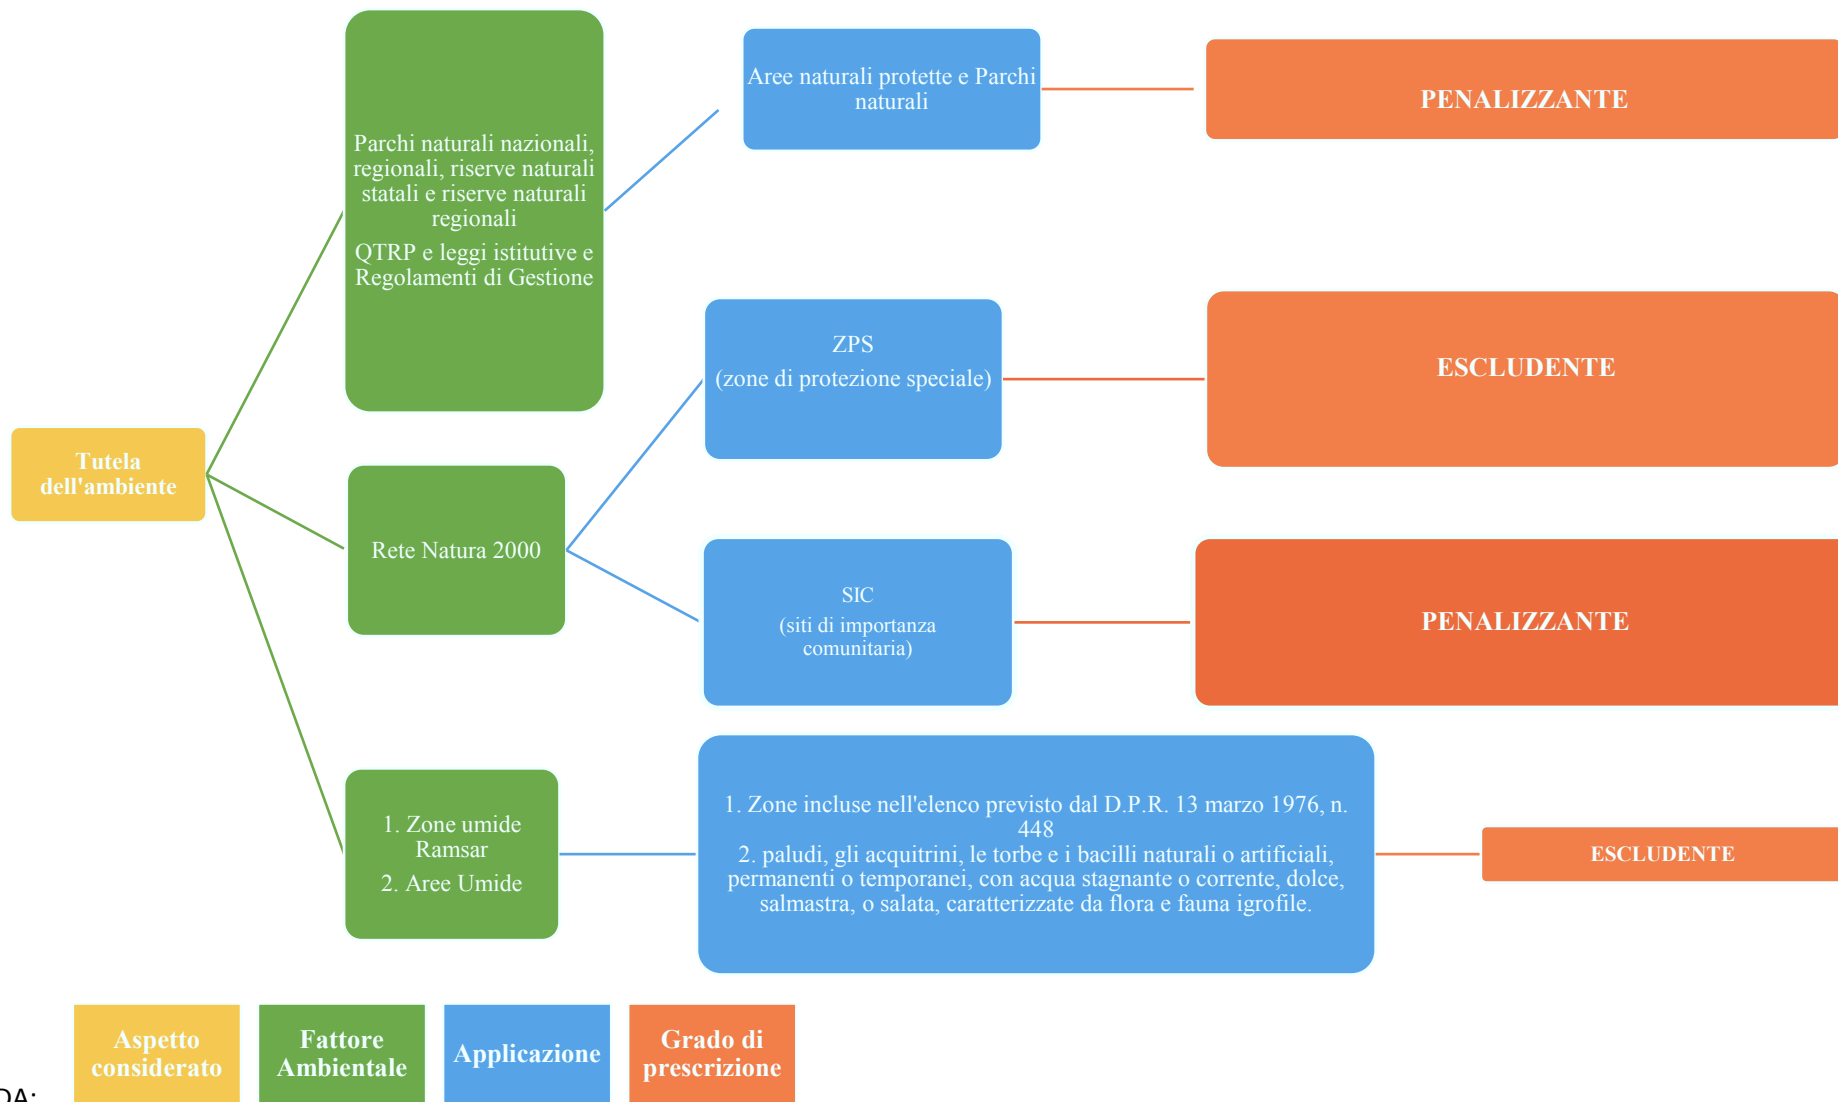 Parchi naturali nazionali,
regionali, riserve naturali
statali e riserve naturali
regionali
QTRP e leggi istitutive e
Regolamenti di Gestione
Aree naturali protette e Parchi
naturali
PENALIZZANTE
ZPS
(zone di protezione speciale)
ESCLUDENTE
Tutela
dell'ambiente
Rete Natura 2000
SIC
(siti di importanza
comunitaria)
PENALIZZANTE
1. Zone umide
Ramsar
2. Aree Umide
1. Zone incluse nell'elenco previsto dal D.P.R. 13 marzo 1976, n.
448
2. paludi, gli acquitrini, le torbe e i bacilli naturali o artificiali,
permanenti o temporanei, con acqua stagnante o corrente, dolce,
salmastra, o salata, caratterizzate da flora e fauna igrofile.
ESCLUDENTE
Aspetto
considerato
Fattore
Ambientale
Applicazione
Grado di
prescrizione
DA: